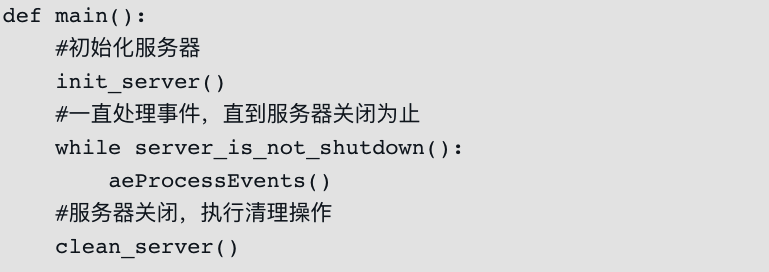 def main():
    #初始化服务器
    init_server()
    #一直处理事件，直到服务器关闭为止
    while server_is_not_shutdown():
        aeProcessEvents()
    #服务器关闭，执行清理操作
    clean_server()